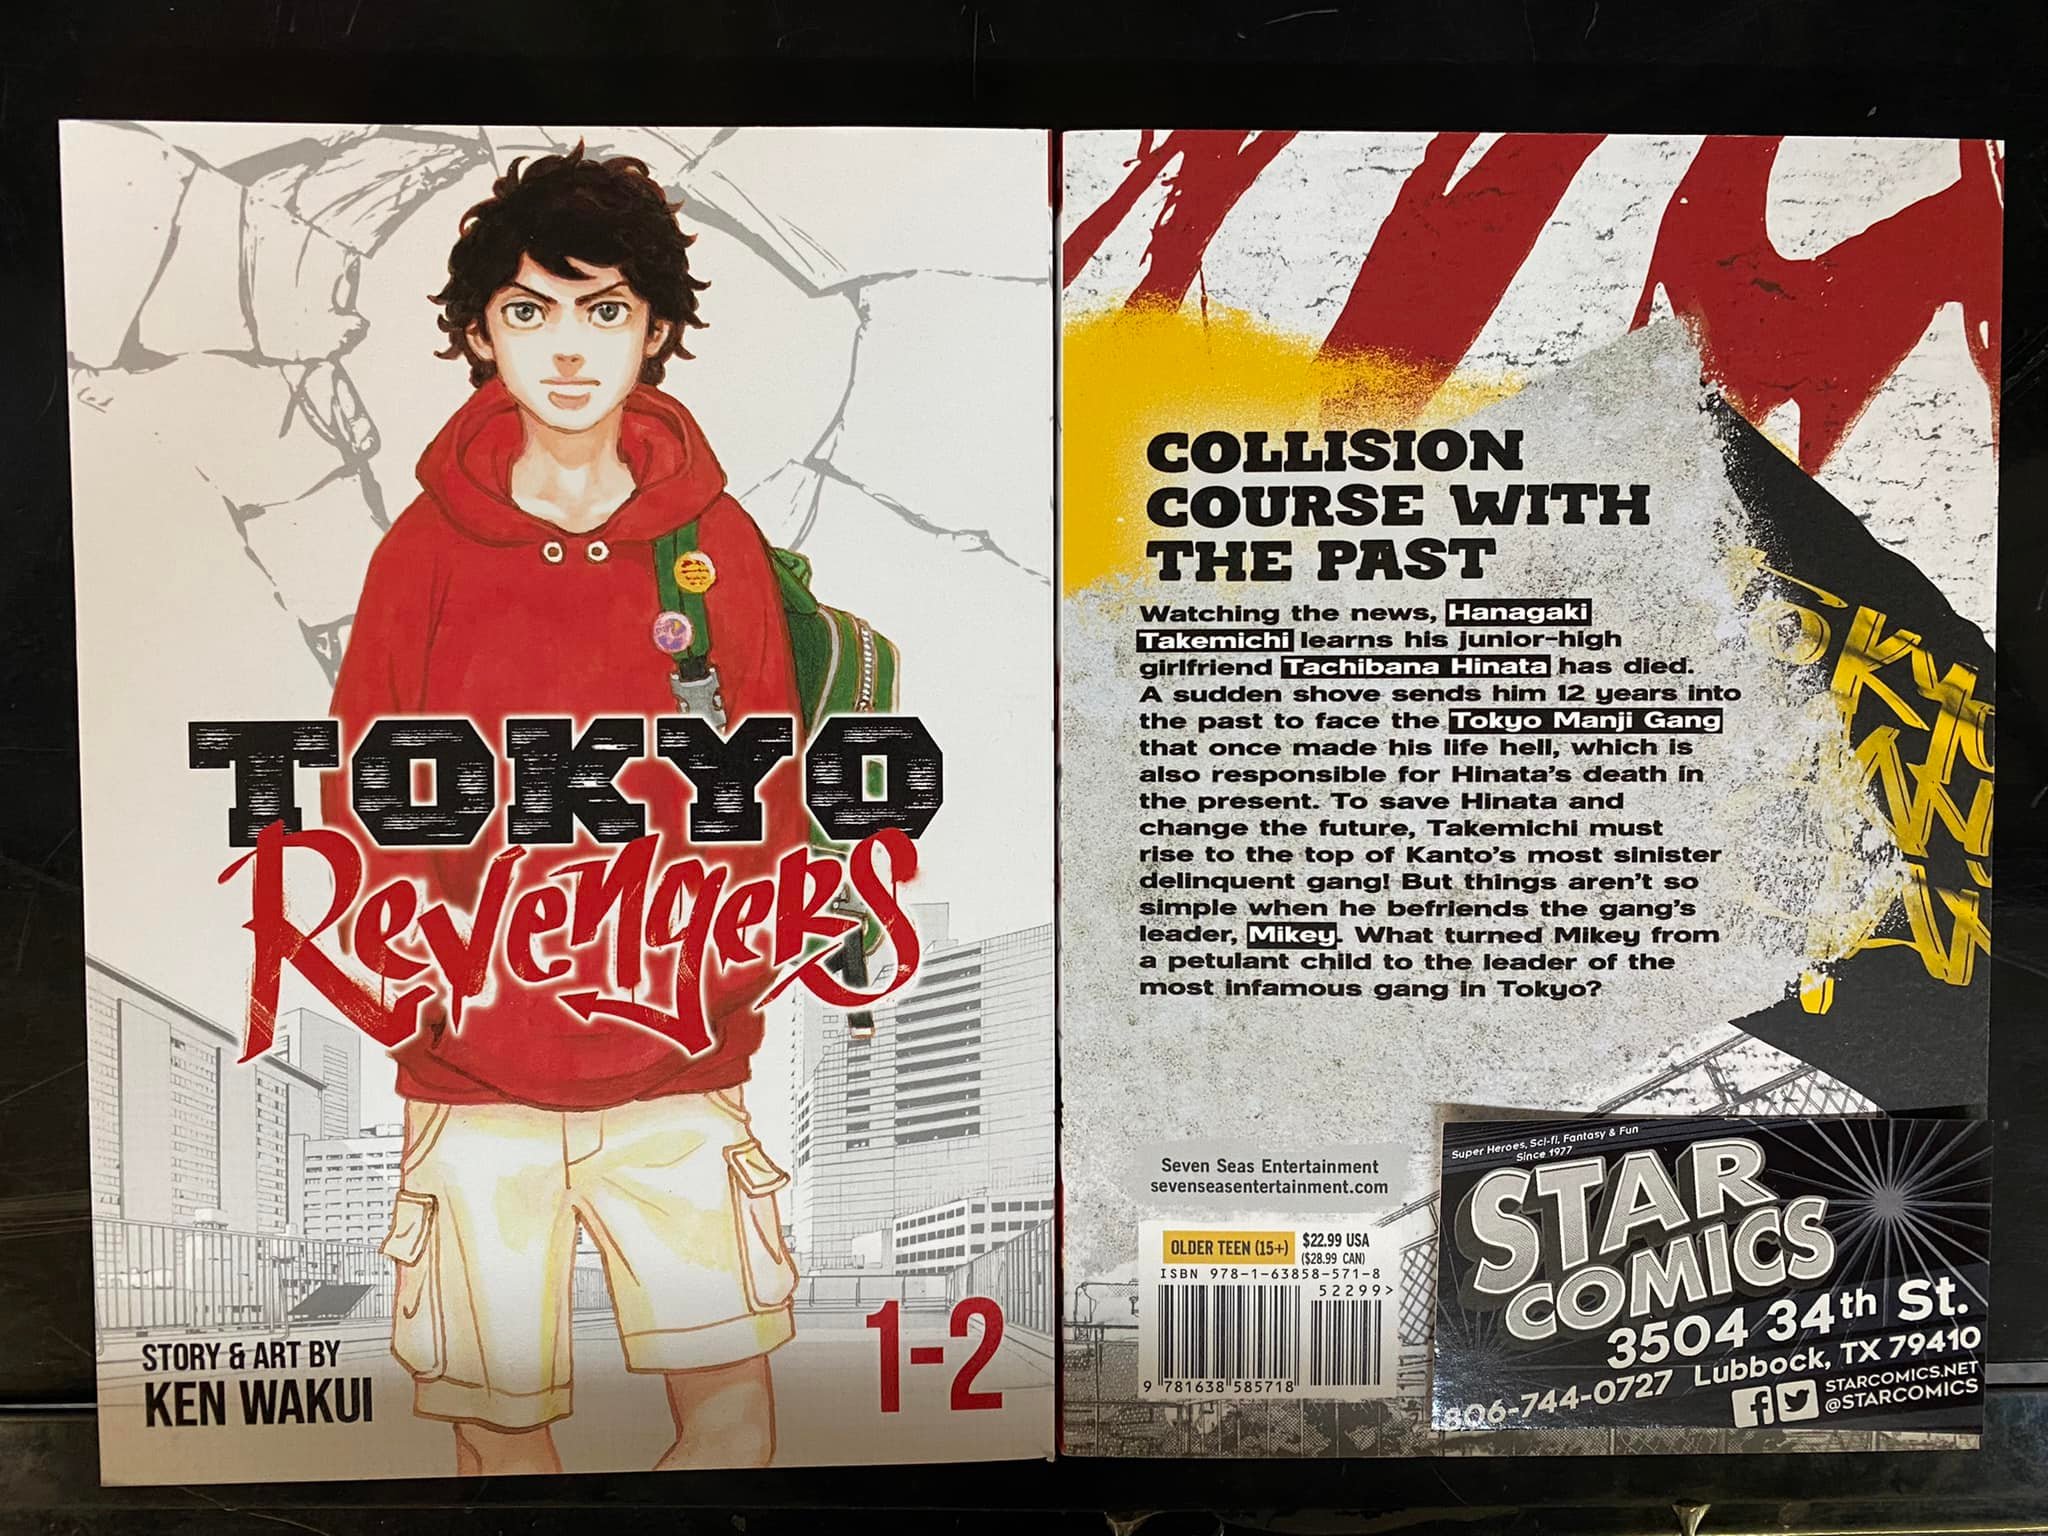 TOKYO
Revengers
STORY & ART BY
KEN WAKUI
1-2
COLLISION
COURSE WITH
THE PAST
Watching the news, Hanagaki
Takemichi learns his junior-high
girlfriend Tachibana Hinata has died.
A sudden shove sends him 12 years into
the past to face the Tokyo Manji Gang
that once made his life hell, which is
also responsible for Hinata's death in
the present. To save Hinata and
change the future, Takemichi must
rise to the top of Kanto's most sinister
delinquent gang! But things aren't so
simple when he befriends the gang's
leader, Mikey. What turned Mikey from
a petulant child to the leader of the
most infamous gang in Tokyo?
Seven Seas Entertainment
sevenseasentertainment.com
OLDER TEEN (15+)
$22.99 USA
($28.99 CAN)
ISBN 978-1-63858-571-8
52299>
9 781638 585718
Super Heroes, Sci-fi, Fantasy & Fun
Since 1977
STAR
COMICS
3504 34th St.
Lubbock, TX 79410
806-744-0727
STARCOMICS.NET
@STARCOMICS